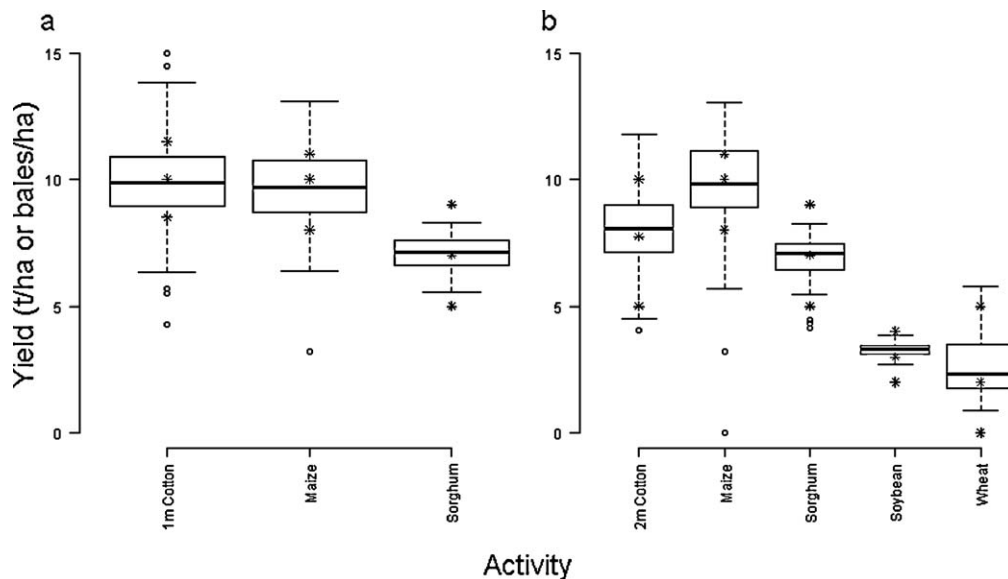 a
b
Yield (t/ha or bales/ha)
15
10
5
0
1m Cotton
Maize
Sorghum
15
10
5
0
2m Cotton
Maize
Sorghum
Soybean
Wheat
Activity